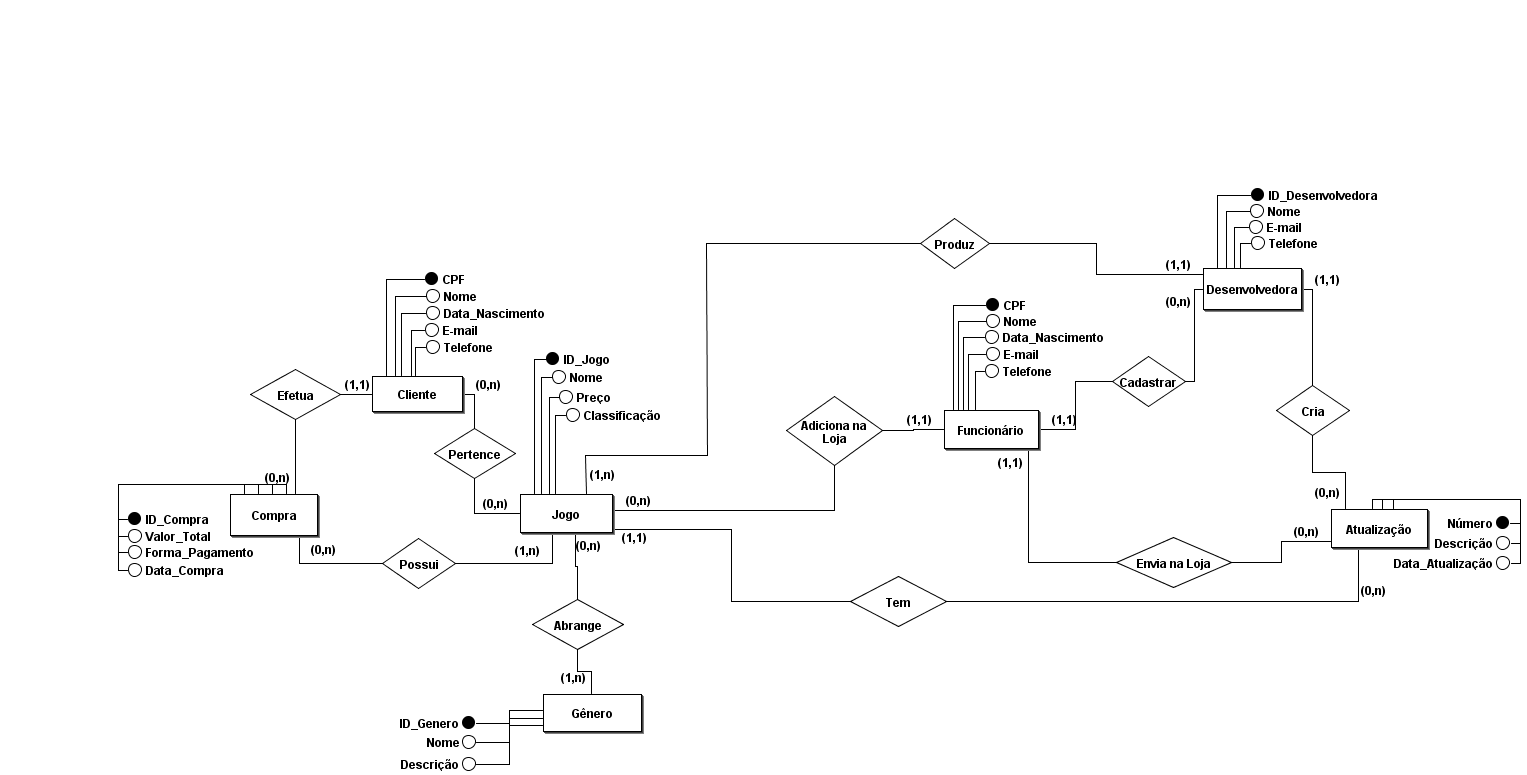 ID_Desenvolvedora
Nome
E-mail
Telefone
Produz
(1,1)
Desenvolvedora
(1,1)
(0,n)
CPF
Nome
Data_Nascimento
E-mail
Telefone
CPF
Nome
Data_Nascimento
E-mail
Telefone
ID_Jogo
Nome
Preço
Classificação
Efetua
(1,1)
Cliente
(0,n)
Cadastrar
Cria
Adiciona na
Loja
(1,1)
Funcionário
(1,1)
(1,1)
Pertence
(0,n)
(1,n)
(0,n)
(0,n)
(0,n)
Compra
Jogo
(0,n)
(1,1)
ID_Compra
Valor_Total
Forma_Pagamento
Data_Compra
(0,n)
Possui
(1,n)
(0,n)
Atualização
Número
Descrição
Data_Atualização
(0,n)
Envia na Loja
Tem
(0,n)
Abrange
(1,n)
Gênero
ID_Genero
Nome
Descrição